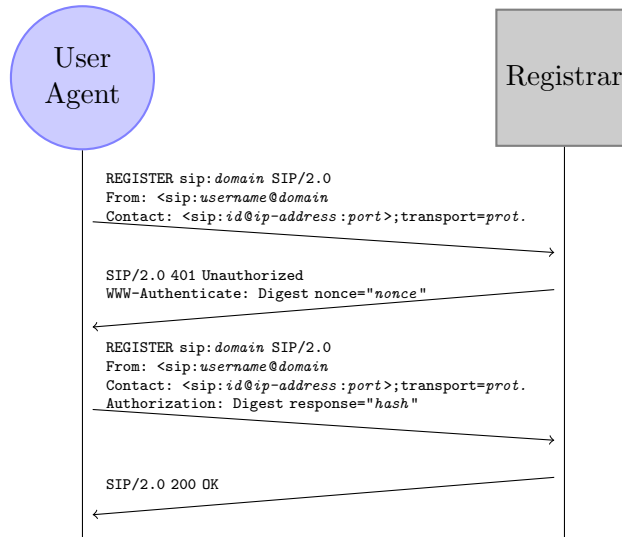 User
Agent
Registrar
REGISTER sip:domain SIP/2.0
From: <sip:username@domain
Contact: <sip:id@ip-address:port>;transport=prot.
SIP/2.0 401 Unauthorized
WWW-Authenticate: Digest nonce="nonce"
REGISTER sip:domain SIP/2.0
From: <sip:username@domain
Contact: <sip:id@ip-address:port>;transport=prot.
Authorization: Digest response="hash"
SIP/2.0 200 OK